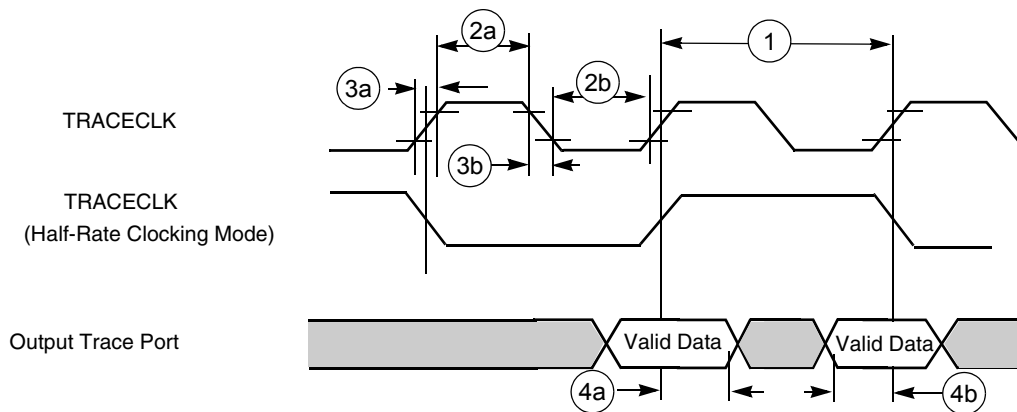 2a
1
3a
2b
TRACECLK
3b
TRACECLK
(Half-Rate Clocking Mode)
Output Trace Port
Valid Data
Valid Data
4a
4b